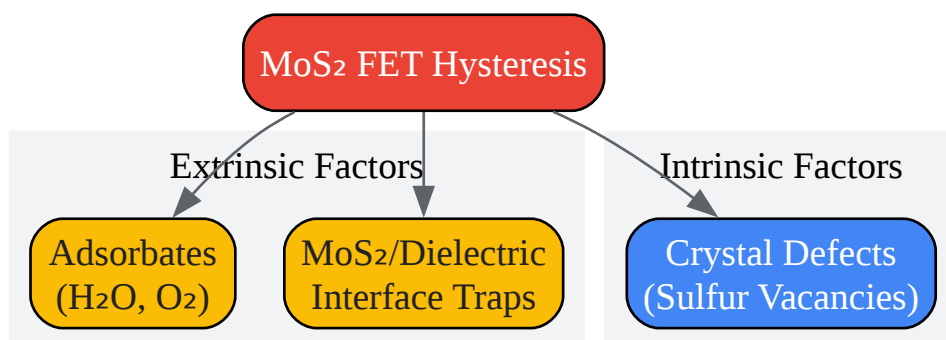 MoS₂ FET Hysteresis
Extrinsic Factors
Intrinsic Factors
Adsorbates
(H₂O, O₂)
MoS₂/Dielectric
Interface Traps
Crystal Defects
(Sulfur Vacancies)